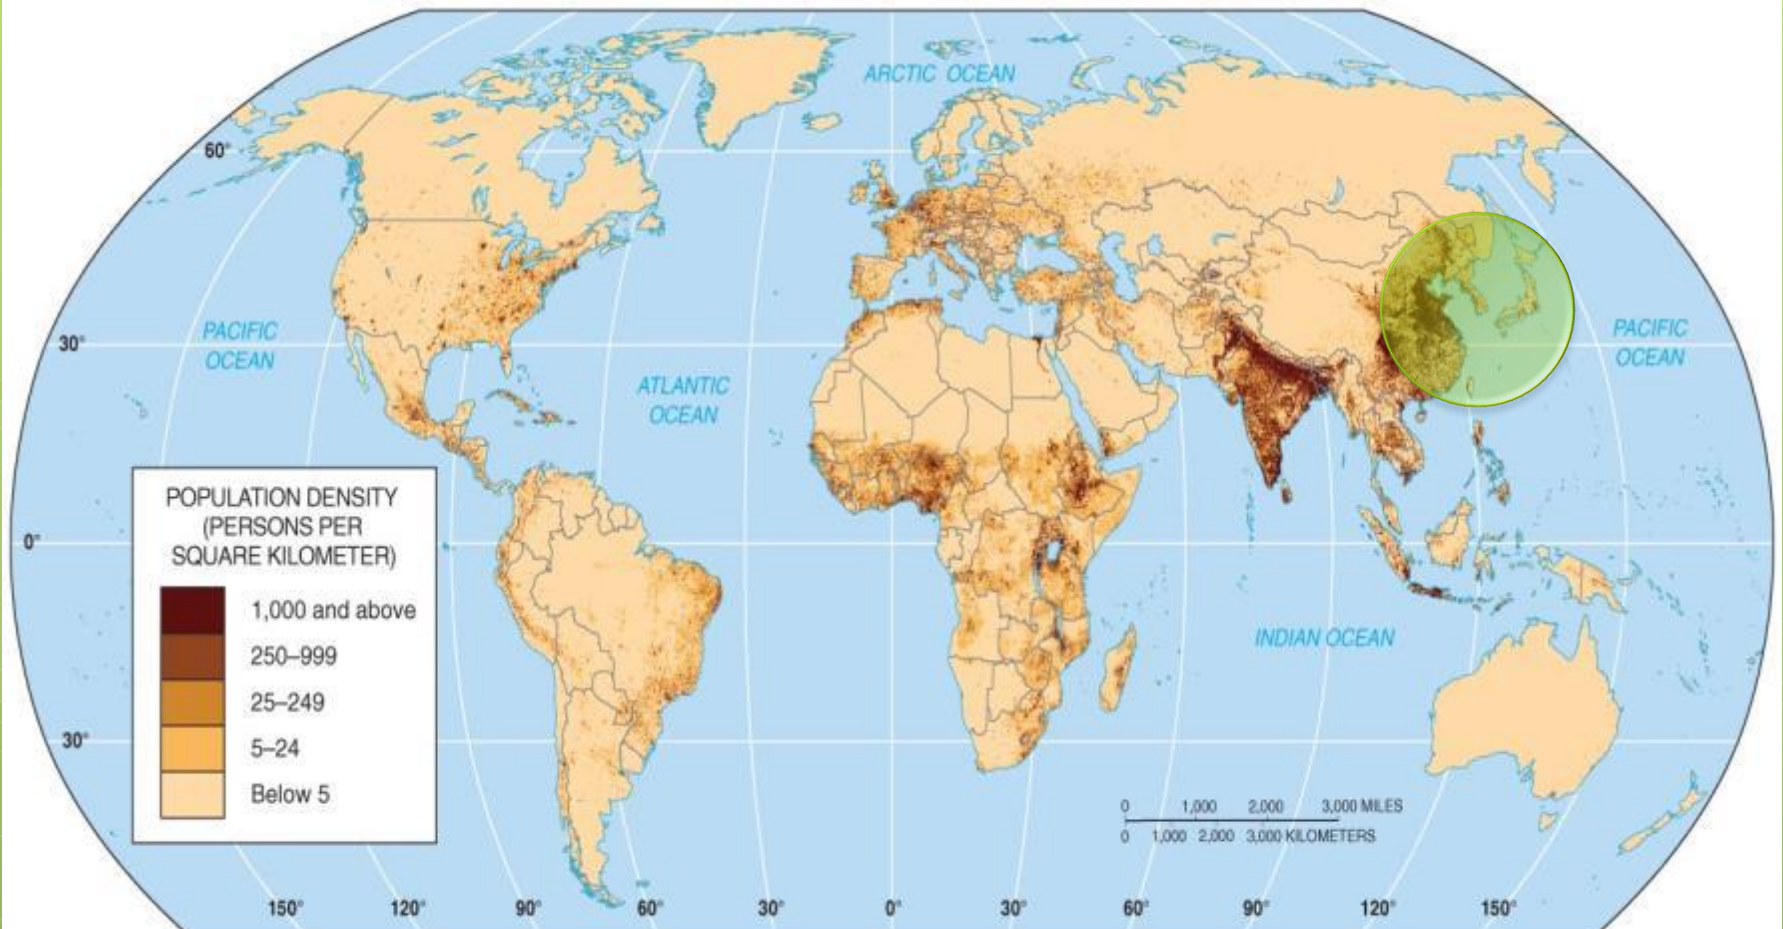 ARCTIC OCEAN
60°
30°
PACIFIC
OCEAN
ATLANTIC
OCEAN
PACIFIC
OCEAN
POPULATION DENSITY
(PERSONS PER
SQUARE KILOMETER)
1,000 and above
250–999
25–249
5–24
Below 5
0°
INDIAN OCEAN
30°
0 1,000 2,000 3,000 MILES
0 1,000 2,000 3,000 KILOMETERS
150° 120° 90° 60° 30° 0° 30° 60° 90° 120° 150°